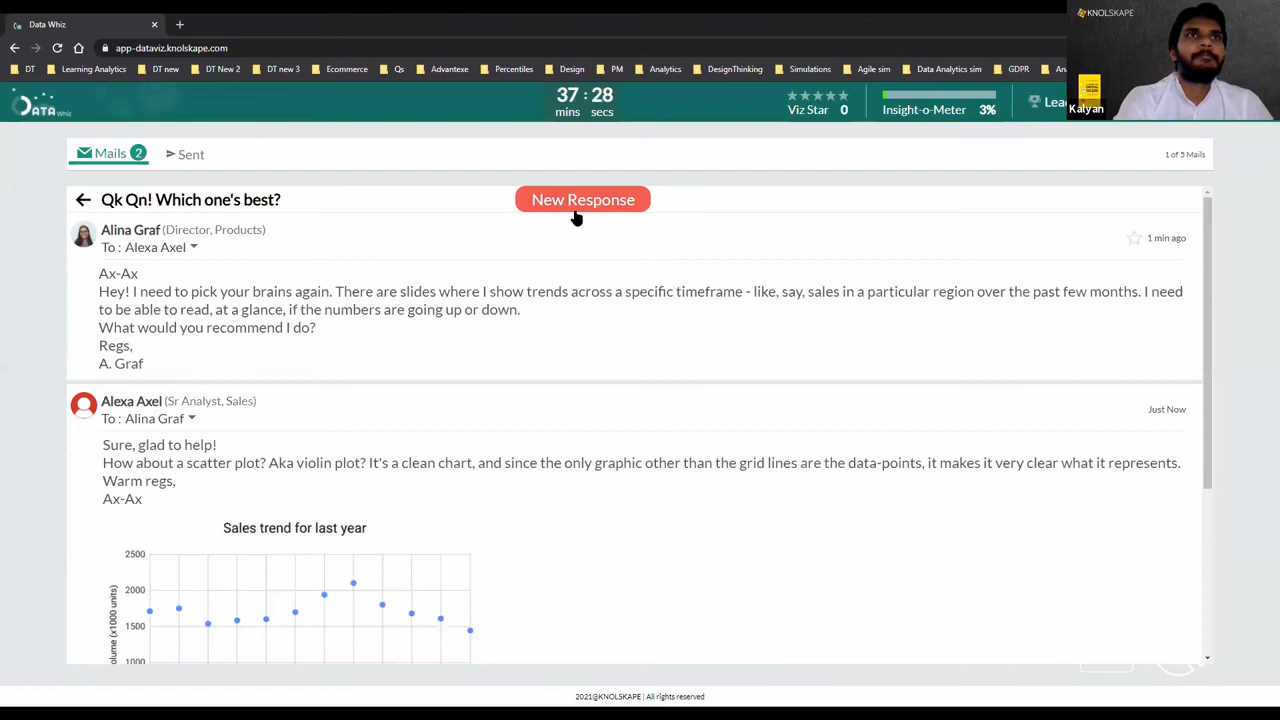 Data Whiz
app-dataviz.knolskape.com
DT
Learning Analytics
DT new
DT New 2
DT new 3
Ecommerce
Qs
Advantexe
Percentiles
Design
PM
Analytics
DesignThinking
Simulations
Agile sim
Data Analytics sim
GDPR
KNOLSKAPE
Kalyan
DATA Whiz
37 : 28
mins secs
Viz Star 0
Insight-o-Meter 3%
Mails 2
Sent
1 of 5 Mails
Qk Qn! Which one's best?
New Response
Alina Graf (Director, Products)
To : Alexa Axel
1 min ago
Ax-Ax
Hey! I need to pick your brains again. There are slides where I show trends across a specific timeframe - like, say, sales in a particular region over the past few months. I need
to be able to read, at a glance, if the numbers are going up or down.
What would you recommend I do?
Regs,
A. Graf
Alexa Axel (Sr Analyst, Sales)
To : Alina Graf
Just Now
Sure, glad to help!
How about a scatter plot? Aka violin plot? It's a clean chart, and since the only graphic other than the grid lines are the data-points, it makes it very clear what it represents.
Warm regs,
Ax-Ax
Sales trend for last year
2500
2000
1500
1000
(x1000 units)
2021@KNOLSKAPE | All rights reserved